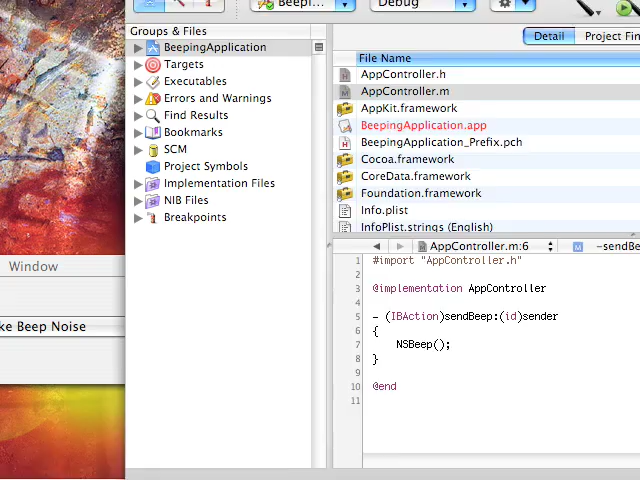 Beepi...
Debug
Groups & Files
Detail
Project Fin
BeepingApplication
Targets
Executables
Errors and Warnings
Find Results
Bookmarks
SCM
Project Symbols
Implementation Files
NIB Files
Breakpoints
File Name
AppController.h
AppController.m
AppKit.framework
BeepingApplication.app
BeepingApplication_Prefix.pch
Cocoa.framework
CoreData.framework
Foundation.framework
Info.plist
InfoPlist.strings (English)
Window
ke Beep Noise
AppController.m:6
M
-sendBe
1 #import "AppController.h"
2
3 @implementation AppController
4
5 - (IBAction)sendBeep:(id)sender
6 {
7 NSBeep();
8 }
9
10 @end
11